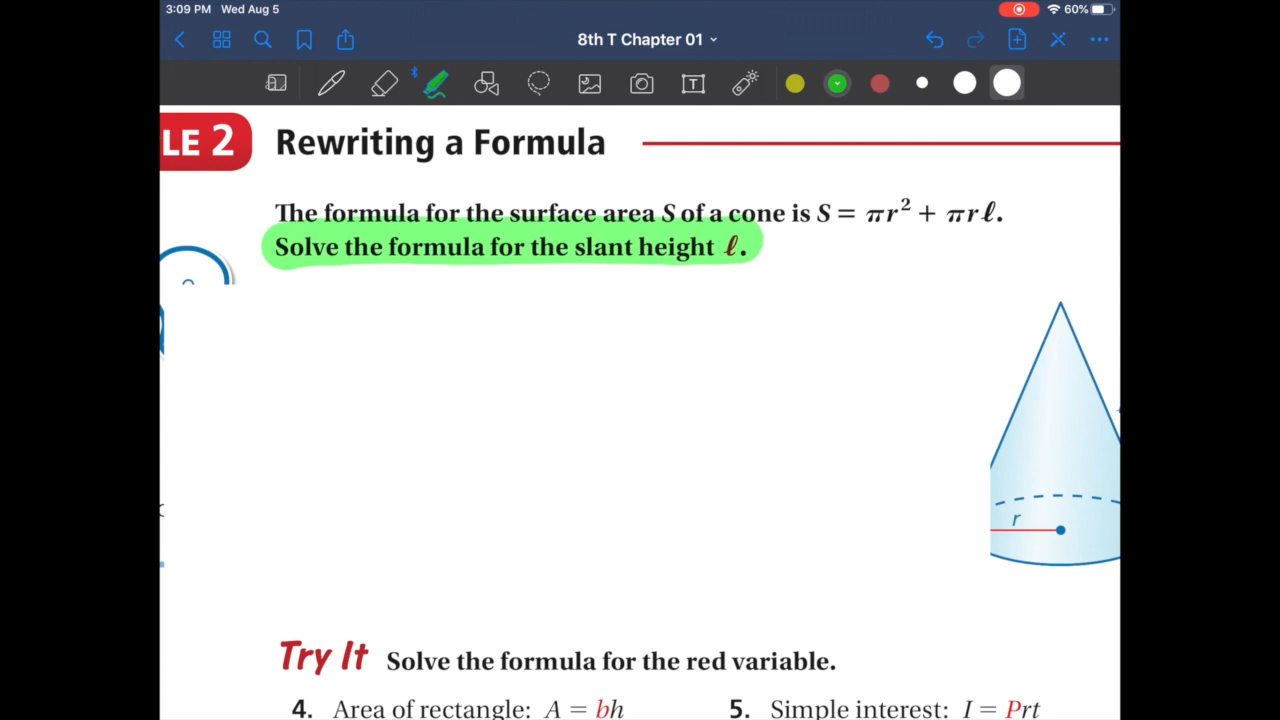 3:09 PM Wed Aug 5
60%
8th T Chapter 01
T
LE 2 Rewriting a Formula
The formula for the surface area S of a cone is S = πr² + πrℓ.
Solve the formula for the slant height ℓ.
r
Try It Solve the formula for the red variable.
4. Area of rectangle: A = bh
5. Simple interest: I = Prt